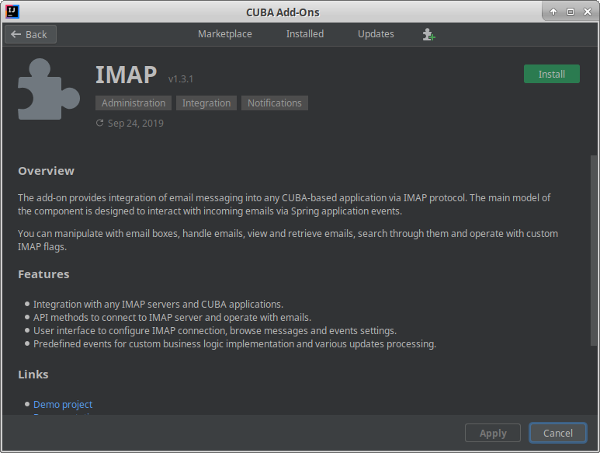 CUBA Add-Ons
Back Marketplace Installed Updates
IMAP v1.3.1 Install
Administration Integration Notifications
Sep 24, 2019
Overview
The add-on provides integration of email messaging into any CUBA-based application via IMAP protocol. The main model of
the component is designed to interact with incoming emails via Spring application events.
You can manipulate with email boxes, handle emails, view and retrieve emails, search through them and operate with custom
IMAP flags.
Features
Integration with any IMAP servers and CUBA applications.
API methods to connect to IMAP server and operate with emails.
User interface to configure IMAP connection, browse messages and events settings.
Predefined events for custom business logic implementation and various updates processing.
Links
Demo project
Apply Cancel